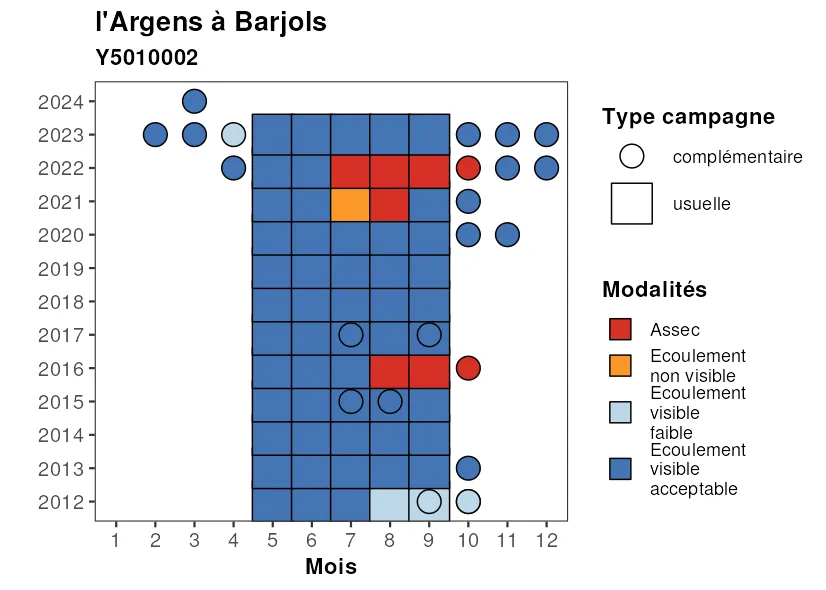 l'Argens à Barjols
Y5010002
2024
2023
2022
2021
2020
2019
2018
2017
2016
2015
2014
2013
2012
1 2 3 4 5 6 7 8 9 10 11 12
Mois
Type campagne
complémentaire
usuelle
Modalités
Assec
Ecoulement
non visible
Ecoulement
visible
faible
Ecoulement
visible
acceptable